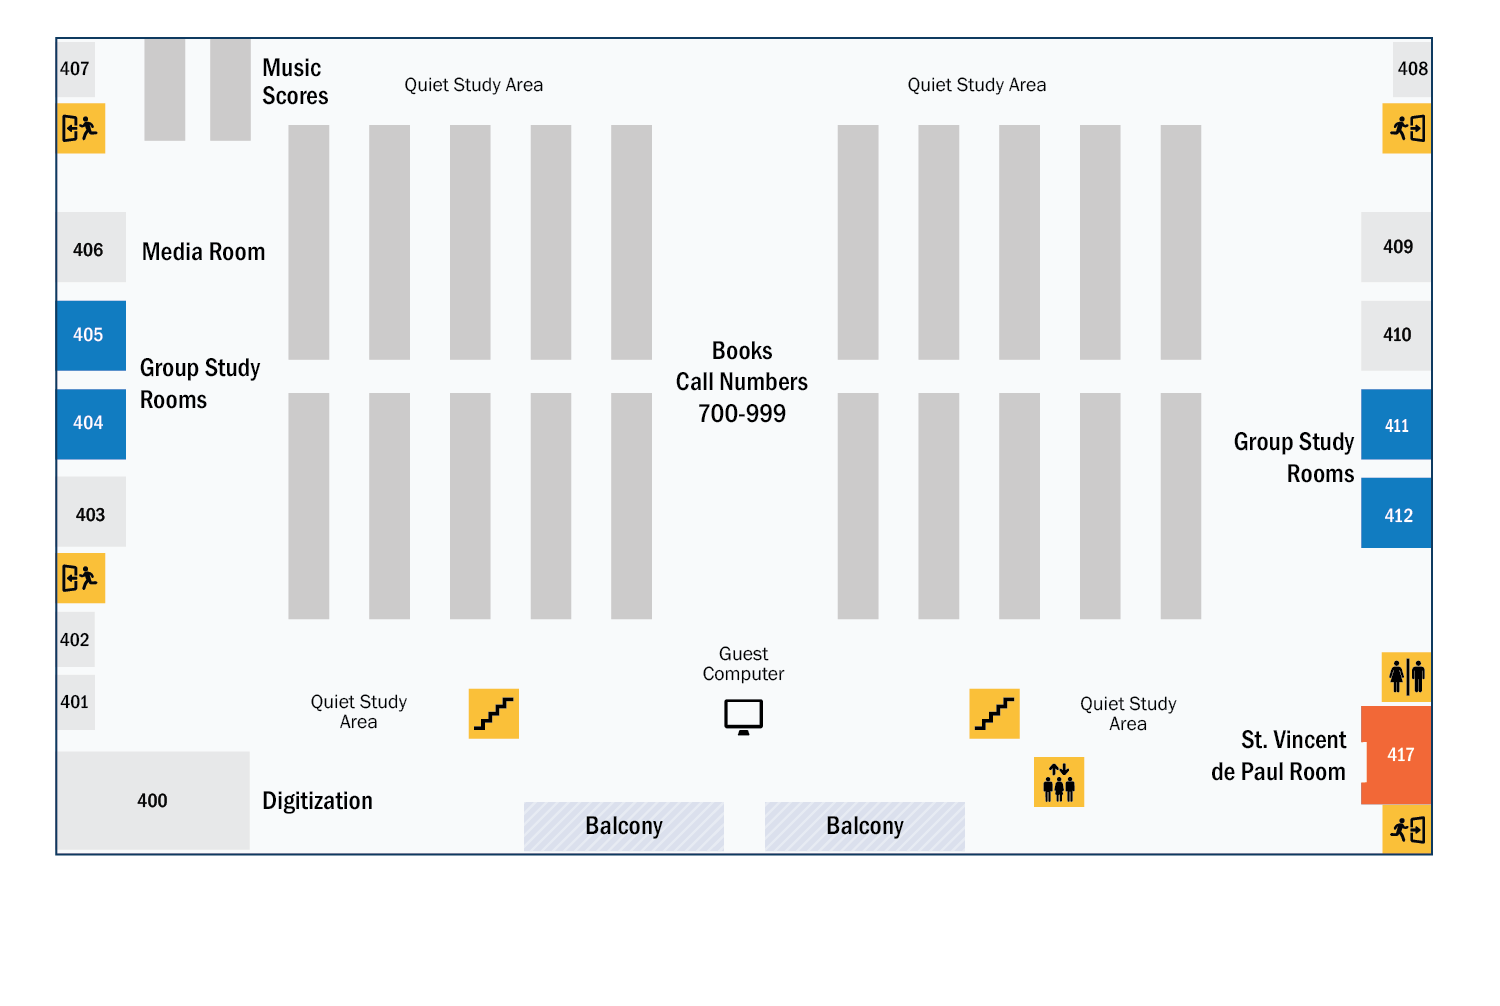 407
Music
Scores
Quiet Study Area
Quiet Study Area
408
406
Media Room
409
405
410
Group Study
Rooms
Books
Call Numbers
700-999
404
411
Group Study
Rooms
403
412
402
Guest
Computer
401
Quiet Study
Area
Quiet Study
Area
St. Vincent
de Paul Room
417
400
Digitization
Balcony
Balcony